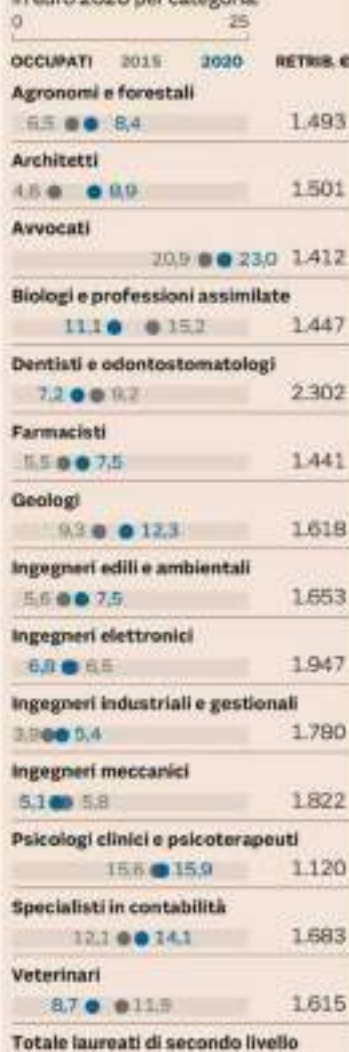 in euro 2020 per categoria
0 25
OCCUPATI 2015 2020 RETRIB. €
Agronomi e forestali
6,5 8,4 1.493
Architetti
4,6 8,9 1.501
Avvocati
20,9 23,0 1.412
Biologi e professioni assimilate
11,1 15,2 1.447
Dentisti e odontostomatologi
7,2 9,2 2.302
Farmacisti
5,5 7,5 1.441
Geologi
9,3 12,3 1.618
Ingegneri edili e ambientali
5,6 7,5 1.653
Ingegneri elettronici
6,8 6,5 1.947
Ingegneri industriali e gestionali
3,9 5,4 1.780
Ingegneri meccanici
5,1 5,8 1.822
Psicologi clinici e psicoterapeuti
15,6 15,9 1.120
Specialisti in contabilità
12,1 14,1 1.683
Veterinari
8,7 11,9 1.615
Totale laureati di secondo livello